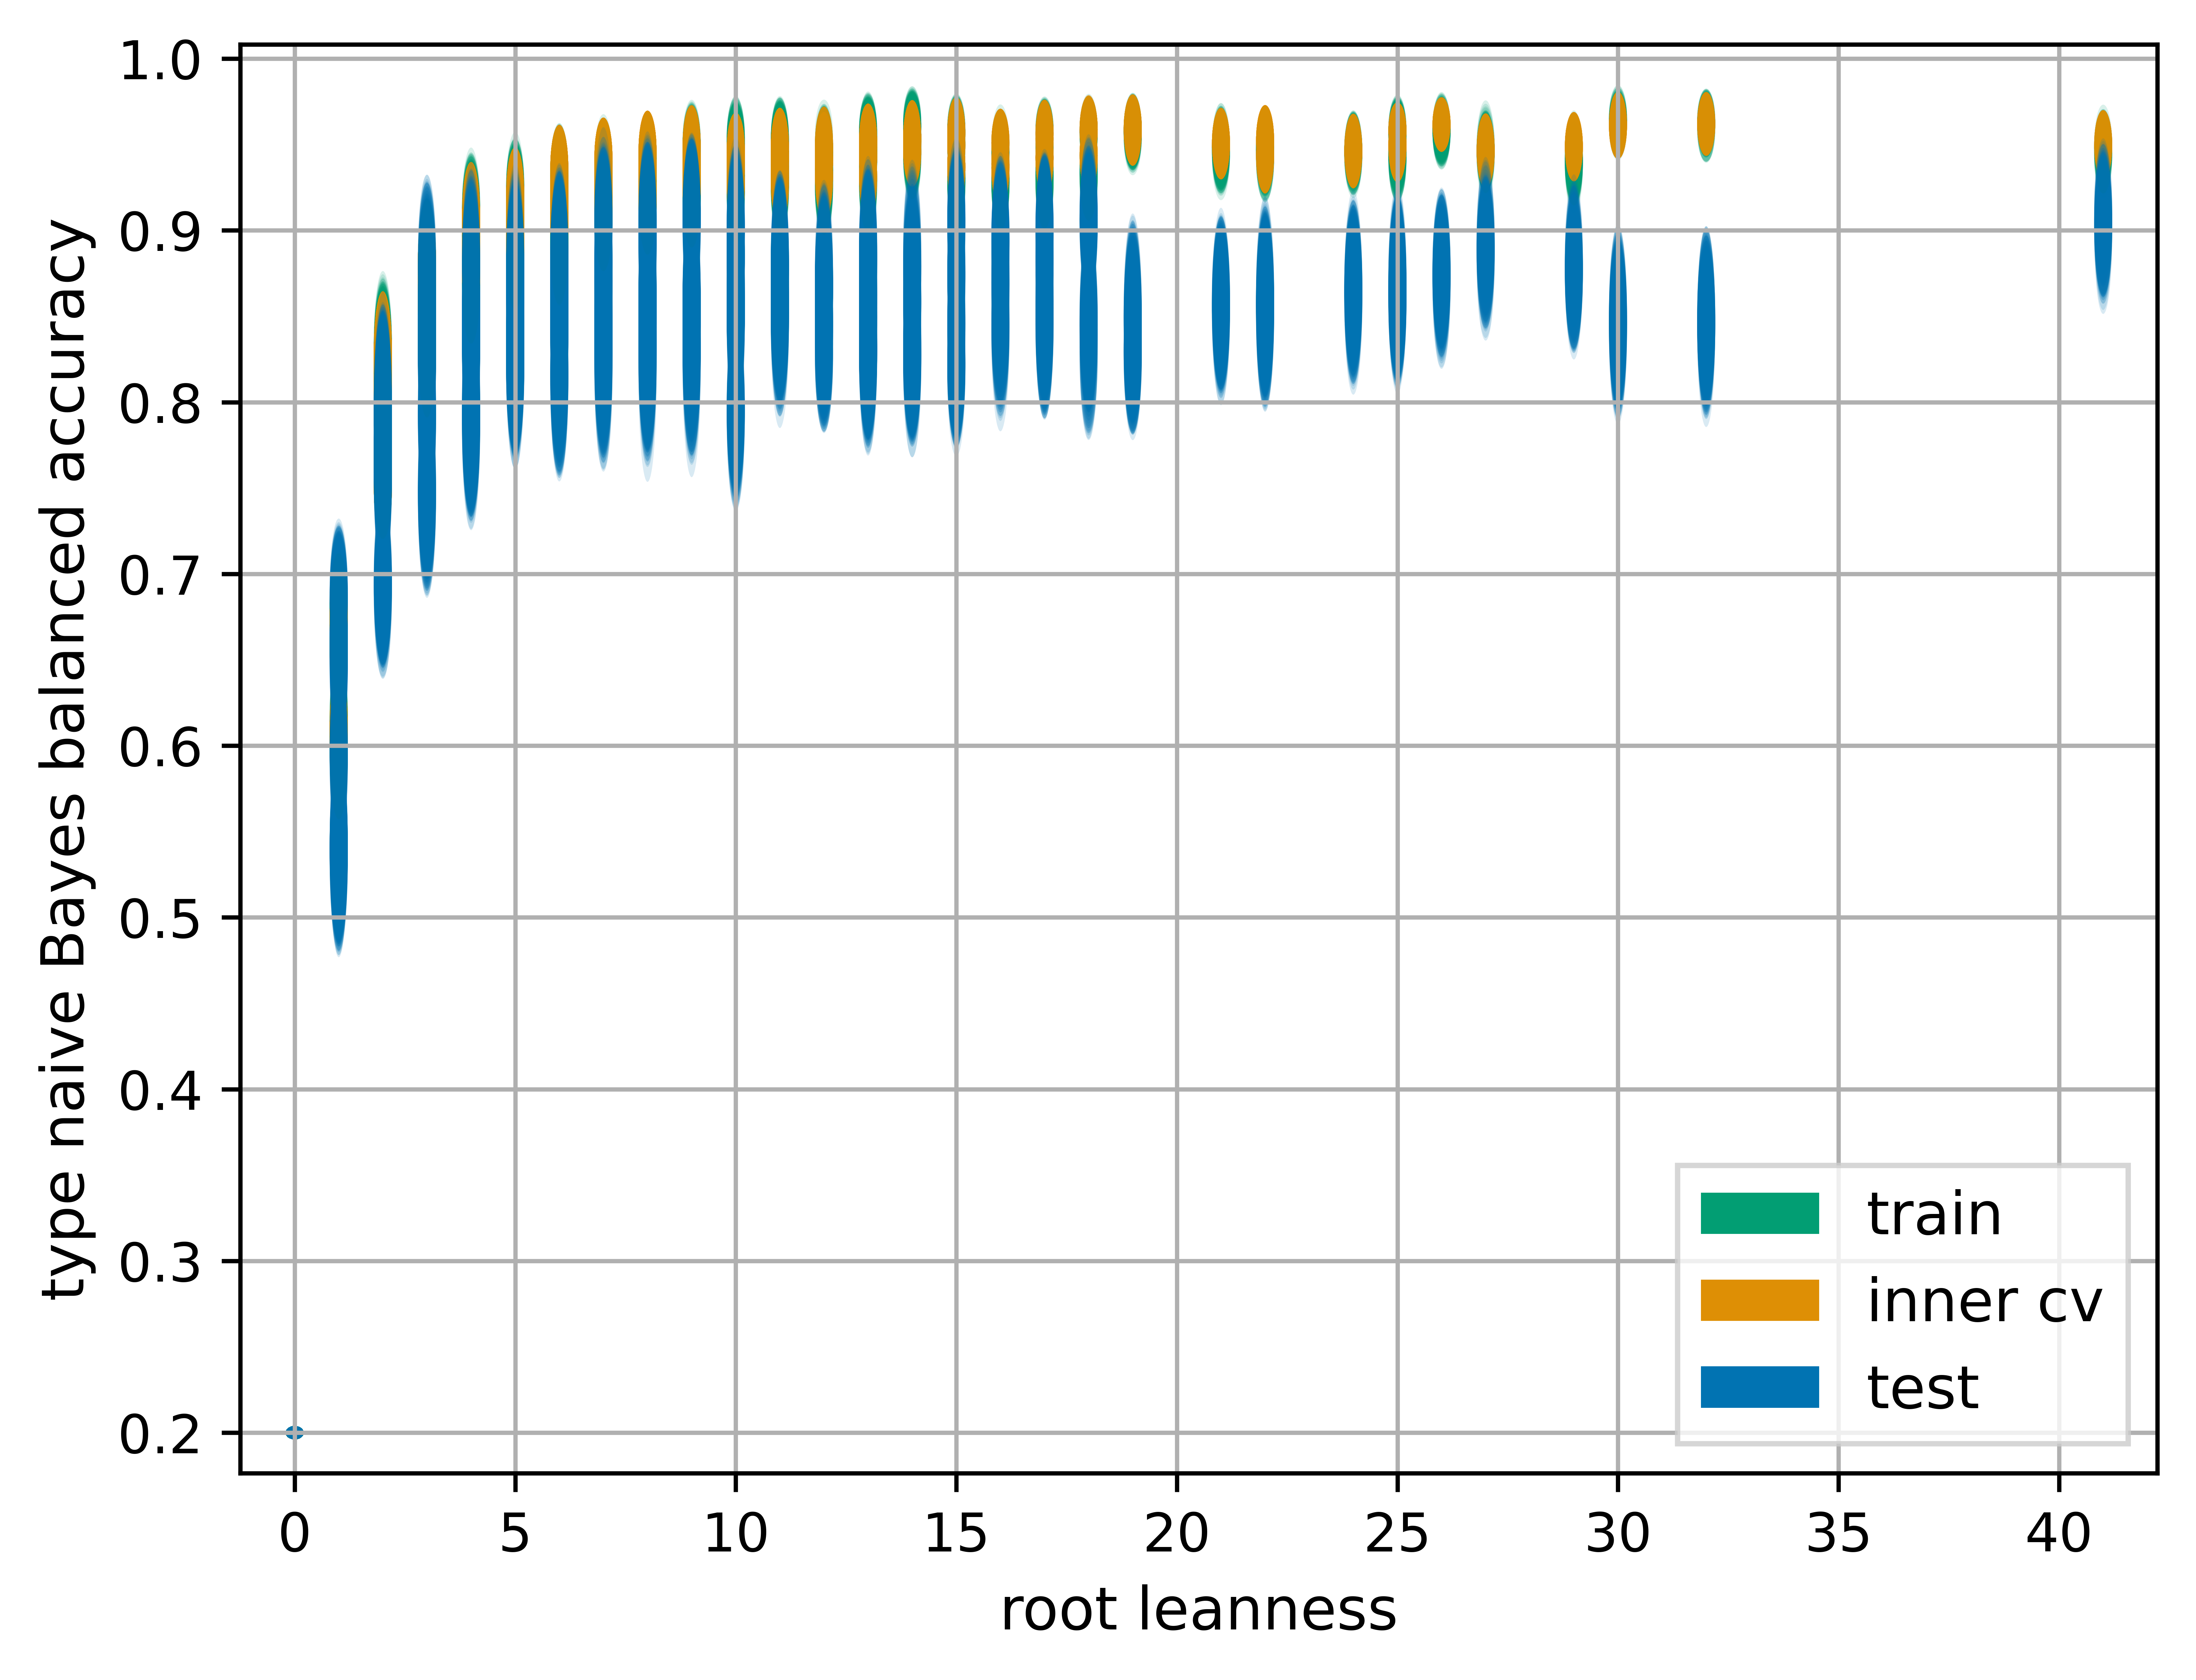 1.0
0.9
0.8
0.7
0.6
0.5
0.4
0.3
0.2
type naive Bayes balanced accuracy
train
inner cv
test
0 5 10 15 20 25 30 35 40
root leanness